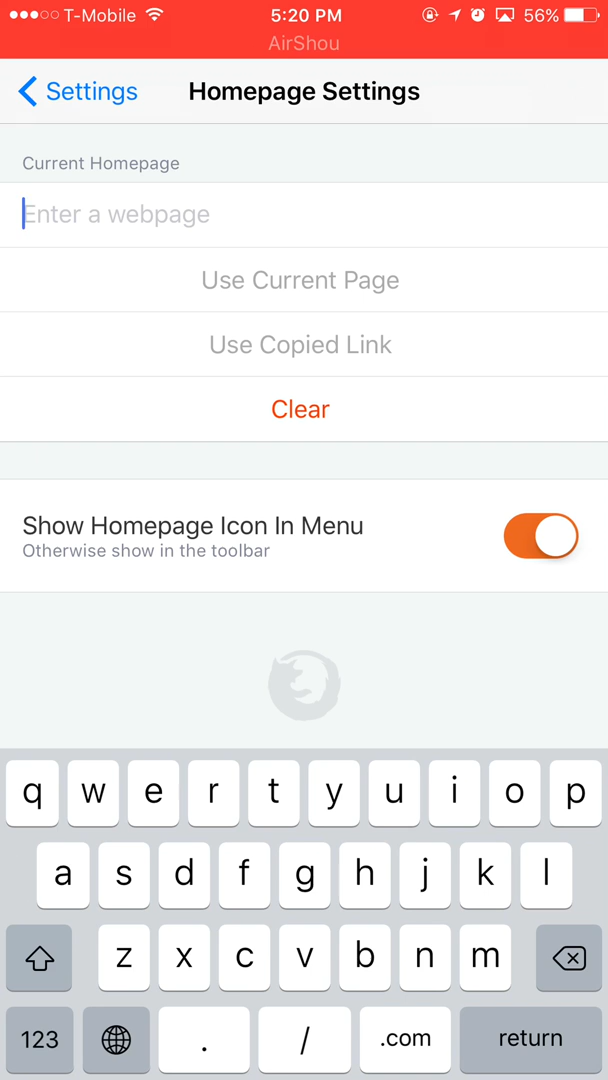 T-Mobile 5:20 PM 56%
AirShou
Settings Homepage Settings
Current Homepage
Enter a webpage
Use Current Page
Use Copied Link
Clear
Show Homepage Icon In Menu
Otherwise show in the toolbar
q w e r t y u i o p
a s d f g h j k l
z x c v b n m
123 . / .com return